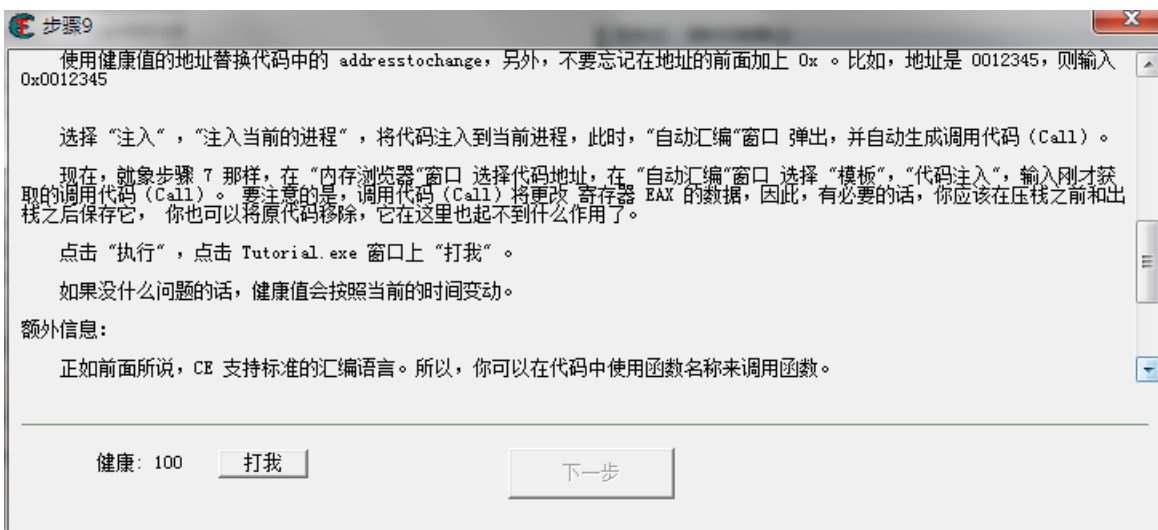 步骤9
使用健康值的地址替换代码中的 addresstochange，另外，不要忘记在地址的前面加上 0x 。比如，地址是 0012345，则输入
0x0012345
选择 “注入” ，“注入当前的进程” ，将代码注入到当前进程，此时，“自动汇编“窗口 弹出，并自动生成调用代码 (Call) 。
现在，就象步骤 7 那样，在 “内存浏览器“窗口 选择代码地址，在 “自动汇编“窗口 选择 “模板”，“代码注入”，输入刚才获
取的调用代码 (Call) 。 要注意的是，调用代码 (Call) 将更改 寄存器 EAX 的数据，因此，有必要的话，你应该在压栈之前和出
栈之后保存它， 你也可以将原代码移除，它在这里也起不到什么作用了。
点击 “执行” ，点击 Tutorial.exe 窗口上 “打我” 。
如果没什么问题的话，健康值会按照当前的时间变动。
额外信息：
正如前面所说，CE 支持标准的汇编语言。所以，你可以在代码中使用函数名称来调用函数。
健康: 100 打我 下一步